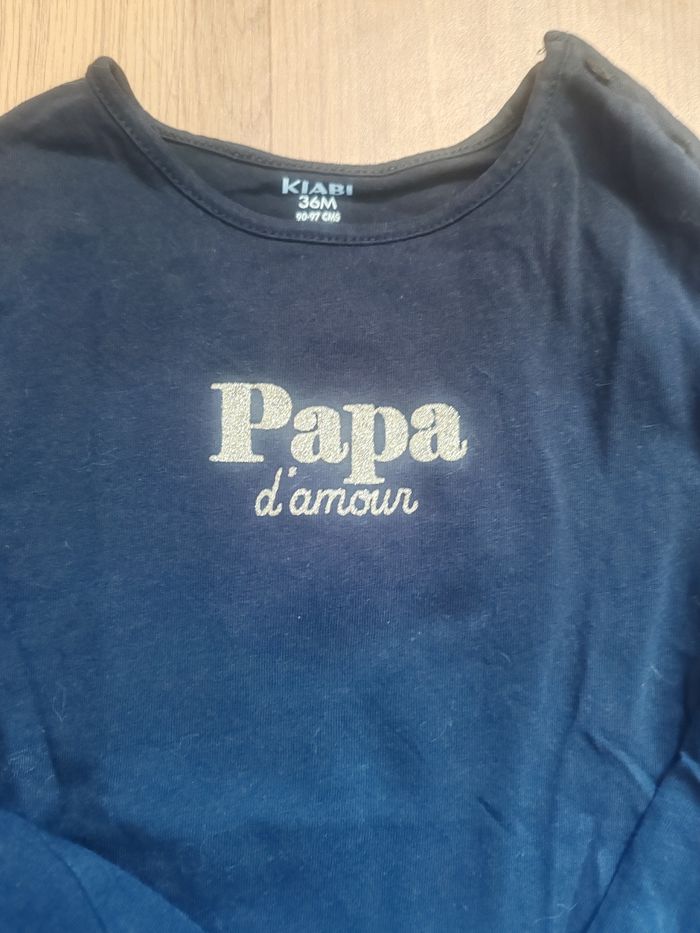 KIABI
36M
90-97 CMS
Papa
d'amour